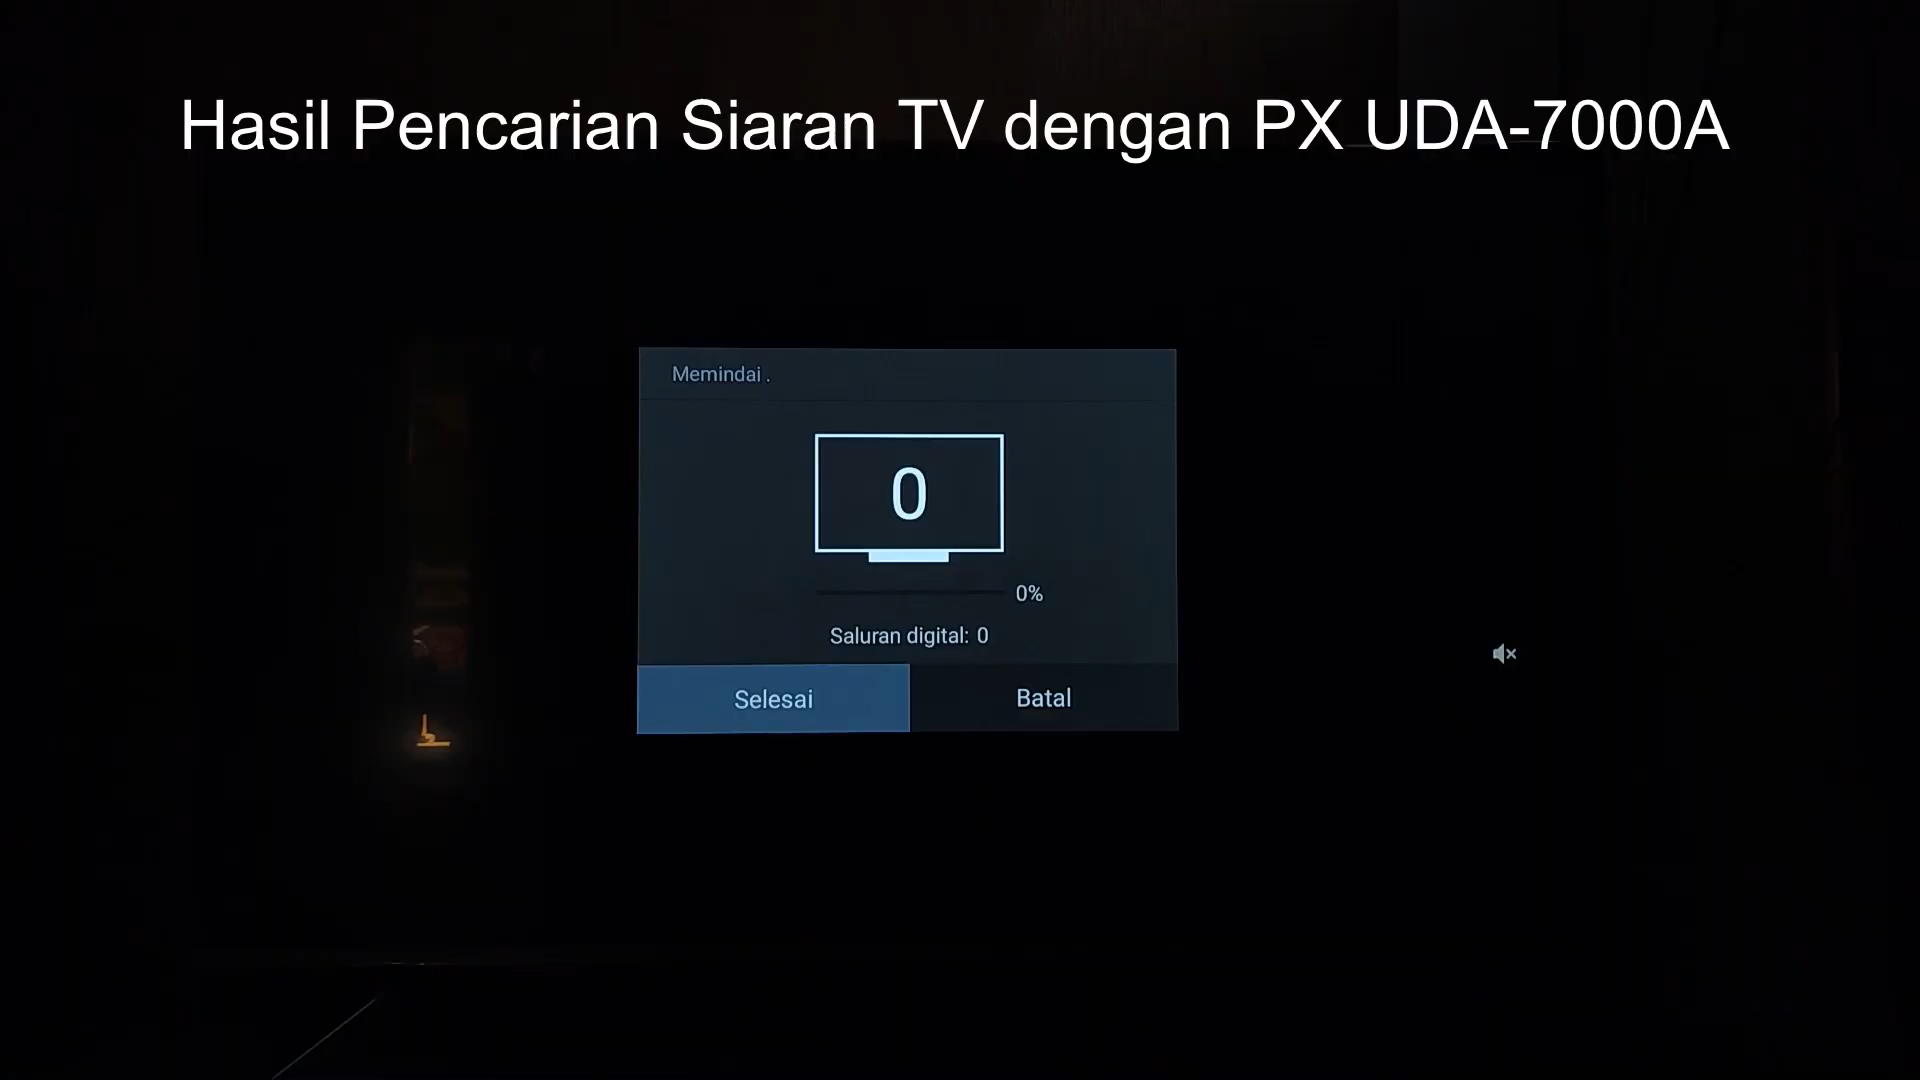 Hasil Pencarian Siaran TV dengan PX UDA-7000A
Memindai .
0
0%
Saluran digital: 0
Selesai
Batal